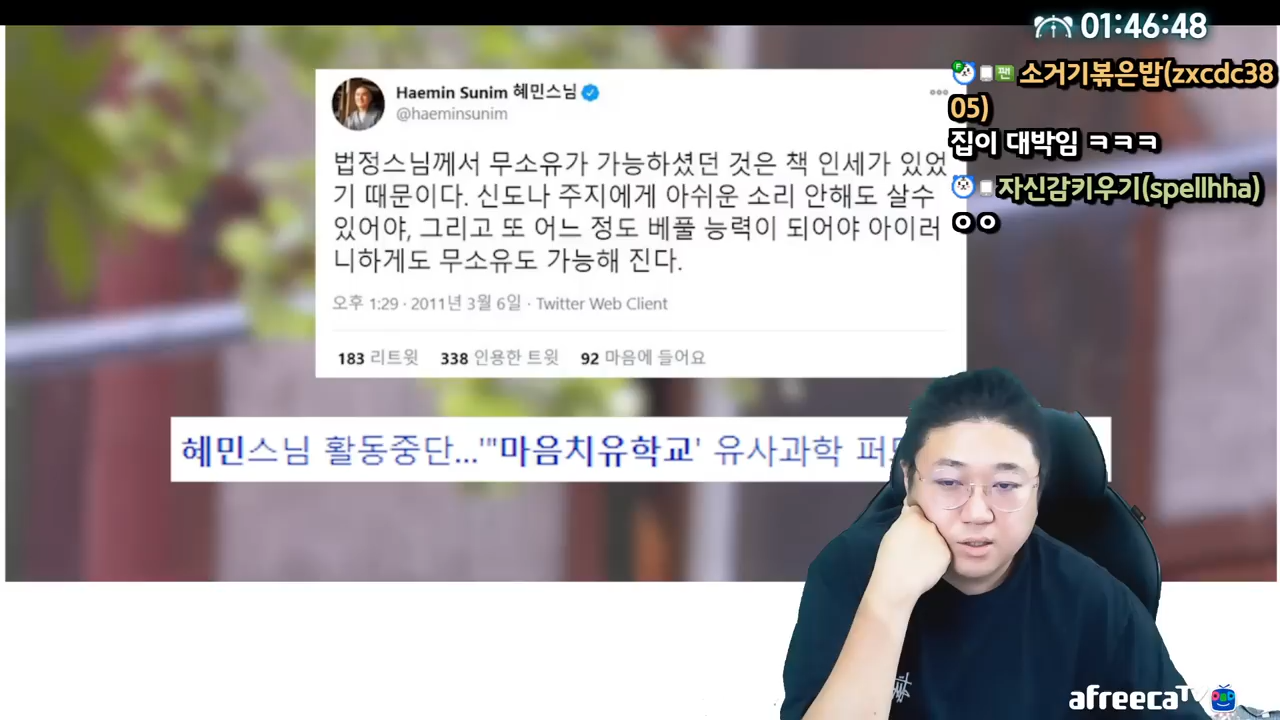 01:46:48
Haemin Sunim 혜민스님
@haeminsunim
법정스님께서 무소유가 가능하셨던 것은 책 인세가 있었
기 때문이다. 신도나 주지에게 아쉬운 소리 안해도 살수
있어야, 그리고 또 어느 정도 베풀 능력이 되어야 아이러
니하게도 무소유도 가능해 진다.
오후 1:29 · 2011년 3월 6일 · Twitter Web Client
183 리트윗 338 인용한 트윗 92 마음에 들어요
팬 소거기볶은밥(zxcdc38
05)
집이 대박임 ㅋㅋㅋ
자신감키우기(spellhha)
ㅇㅇ
혜민스님 활동중단...'"마음치유학교' 유사과학
afreecaTV